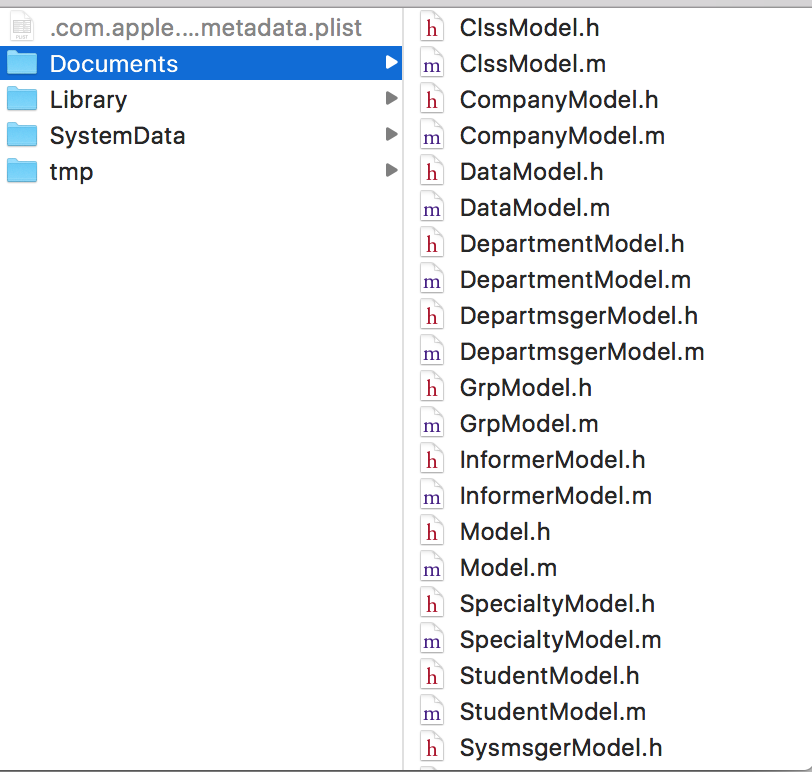 .com.apple....metadata.plist
Documents
Library
SystemData
tmp
h ClssModel.h
m ClssModel.m
h CompanyModel.h
m CompanyModel.m
h DataModel.h
m DataModel.m
h DepartmentModel.h
m DepartmentModel.m
h DepartmsgerModel.h
m DepartmsgerModel.m
h GrpModel.h
m GrpModel.m
h InformerModel.h
m InformerModel.m
h Model.h
m Model.m
h SpecialtyModel.h
m SpecialtyModel.m
h StudentModel.h
m StudentModel.m
h SysmsgerModel.h